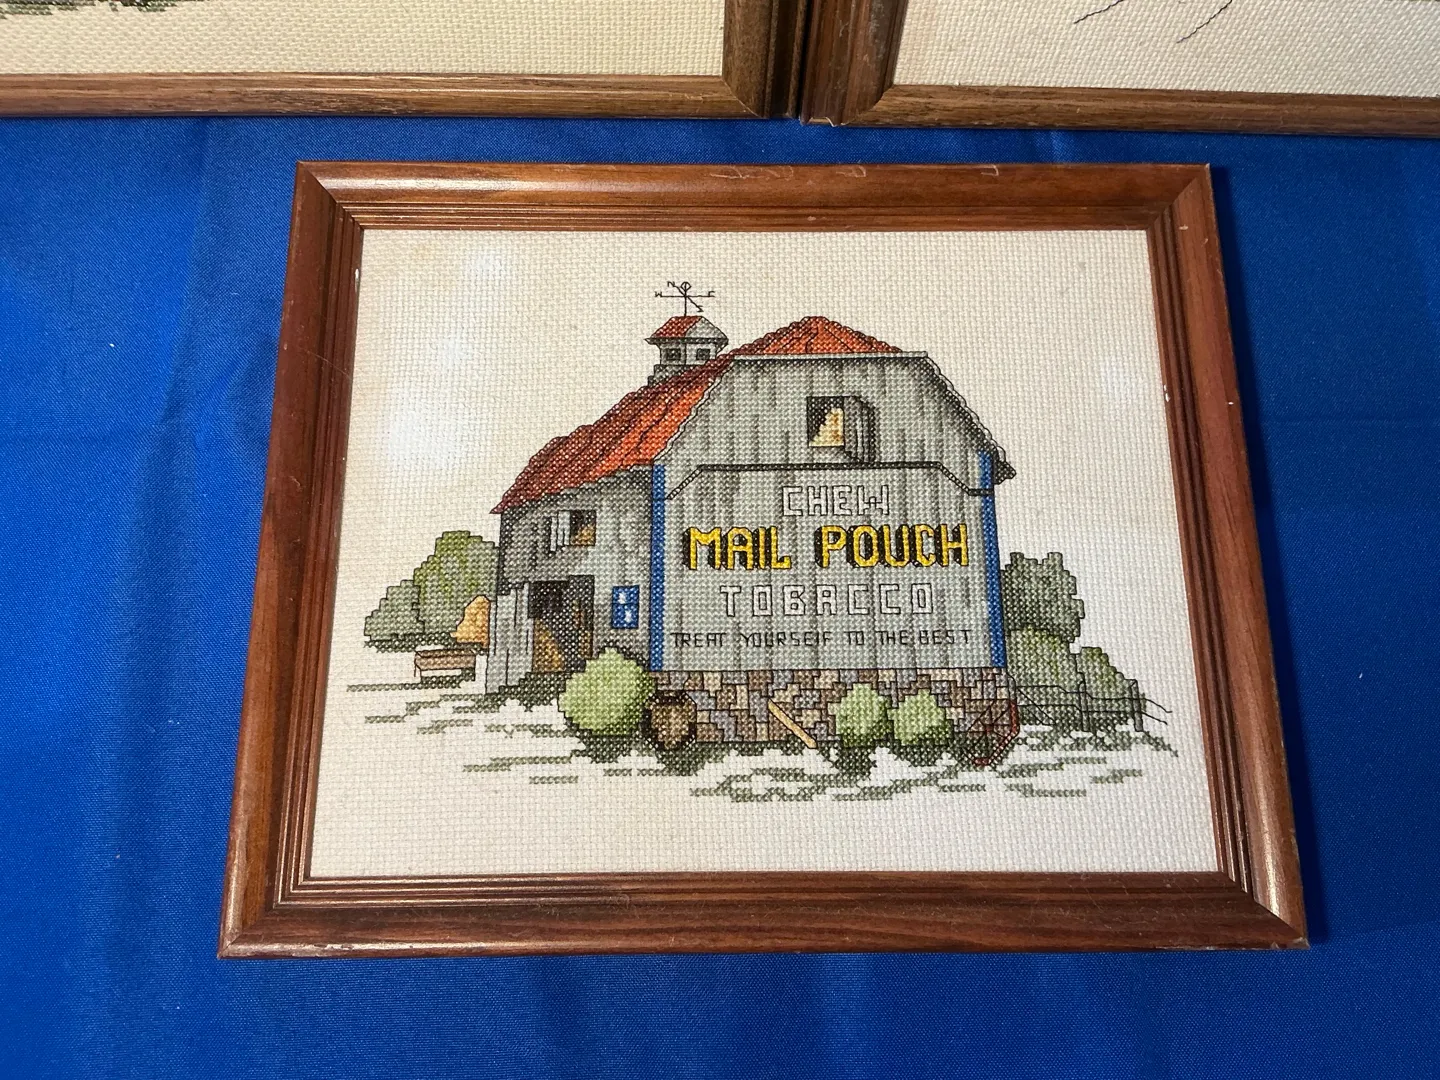 N
W E
S
CHEW
MAIL POUCH
TOBACCO
TREAT YOURSELF TO THE BEST